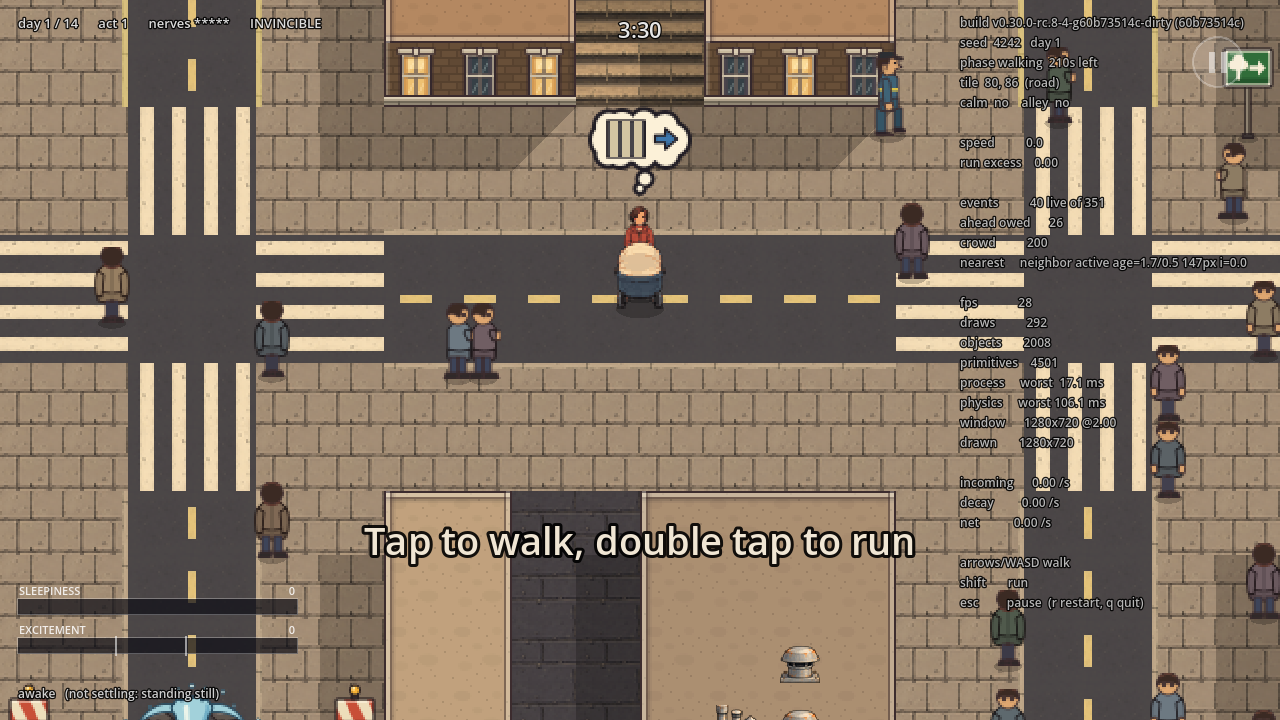 day 1 / 14 act 1 nerves ***** INVINCIBLE
3:30
build v0.30.0-rc.8-4-g60b73514c-dirty (60b73514c)
seed 4242 day 1
phase walking 210s left
tile 80, 86 (road)
calm no alley no
speed 0.0
run excess 0.00
events 40 live of 351
ahead owed 26
crowd 200
nearest neighbor active age=1.7/0.5 147px i=0.0
fps 28
draws 292
objects 2008
primitives 4501
process worst 17.1 ms
physics worst 106.1 ms
window 1280x720 @2.00
drawn 1280x720
incoming 0.00 /s
decay 0.00 /s
net 0.00 /s
arrows/WASD walk
shift run
esc pause (r restart, q quit)
Tap to walk, double tap to run
SLEEPINESS 0
EXCITEMENT 0
awake (not settling: standing still)